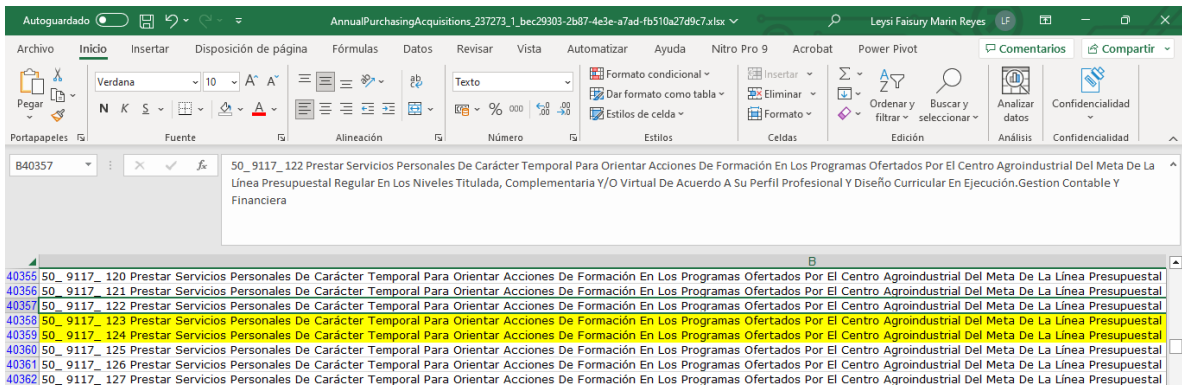 Autoguardado
AnnualPurchasingAcquisitions_237273_1_bec29303-2b87-4e3e-a7ad-fb510a27d9c7.xlsx
Leysi Faisury Marin Reyes
LF
Archivo Inicio Insertar Disposición de página Fórmulas Datos Revisar Vista Automatizar Ayuda Nitro Pro 9 Acrobat Power Pivot Comentarios Compartir
Pegar
Verdana 10
N K S
ab
Texto
% 000
Formato condicional
Dar formato como tabla
Estilos de celda
Insertar
Eliminar
Formato
Ordenar y filtrar
Buscar y seleccionar
Analizar datos
Confidencialidad
Portapapeles Fuente Alineación Número Estilos Celdas Edición Análisis Confidencialidad
B40357 fx 50_ 9117_ 122 Prestar Servicios Personales De Carácter Temporal Para Orientar Acciones De Formación En Los Programas Ofertados Por El Centro Agroindustrial Del Meta De La
Línea Presupuestal Regular En Los Niveles Titulada, Complementaria Y/O Virtual De Acuerdo A Su Perfil Profesional Y Diseño Curricular En Ejecución.Gestion Contable Y
Financiera
B
40355 50_ 9117_ 120 Prestar Servicios Personales De Carácter Temporal Para Orientar Acciones De Formación En Los Programas Ofertados Por El Centro Agroindustrial Del Meta De La Línea Presupuestal
40356 50_ 9117_ 121 Prestar Servicios Personales De Carácter Temporal Para Orientar Acciones De Formación En Los Programas Ofertados Por El Centro Agroindustrial Del Meta De La Línea Presupuestal
40357 50_ 9117_ 122 Prestar Servicios Personales De Carácter Temporal Para Orientar Acciones De Formación En Los Programas Ofertados Por El Centro Agroindustrial Del Meta De La Línea Presupuestal
40358 50_ 9117_ 123 Prestar Servicios Personales De Carácter Temporal Para Orientar Acciones De Formación En Los Programas Ofertados Por El Centro Agroindustrial Del Meta De La Línea Presupuestal
40359 50_ 9117_ 124 Prestar Servicios Personales De Carácter Temporal Para Orientar Acciones De Formación En Los Programas Ofertados Por El Centro Agroindustrial Del Meta De La Línea Presupuestal
40360 50_ 9117_ 125 Prestar Servicios Personales De Carácter Temporal Para Orientar Acciones De Formación En Los Programas Ofertados Por El Centro Agroindustrial Del Meta De La Línea Presupuestal
40361 50_ 9117_ 126 Prestar Servicios Personales De Carácter Temporal Para Orientar Acciones De Formación En Los Programas Ofertados Por El Centro Agroindustrial Del Meta De La Línea Presupuestal
40362 50_ 9117_ 127 Prestar Servicios Personales De Carácter Temporal Para Orientar Acciones De Formación En Los Programas Ofertados Por El Centro Agroindustrial Del Meta De La Línea Presupuestal